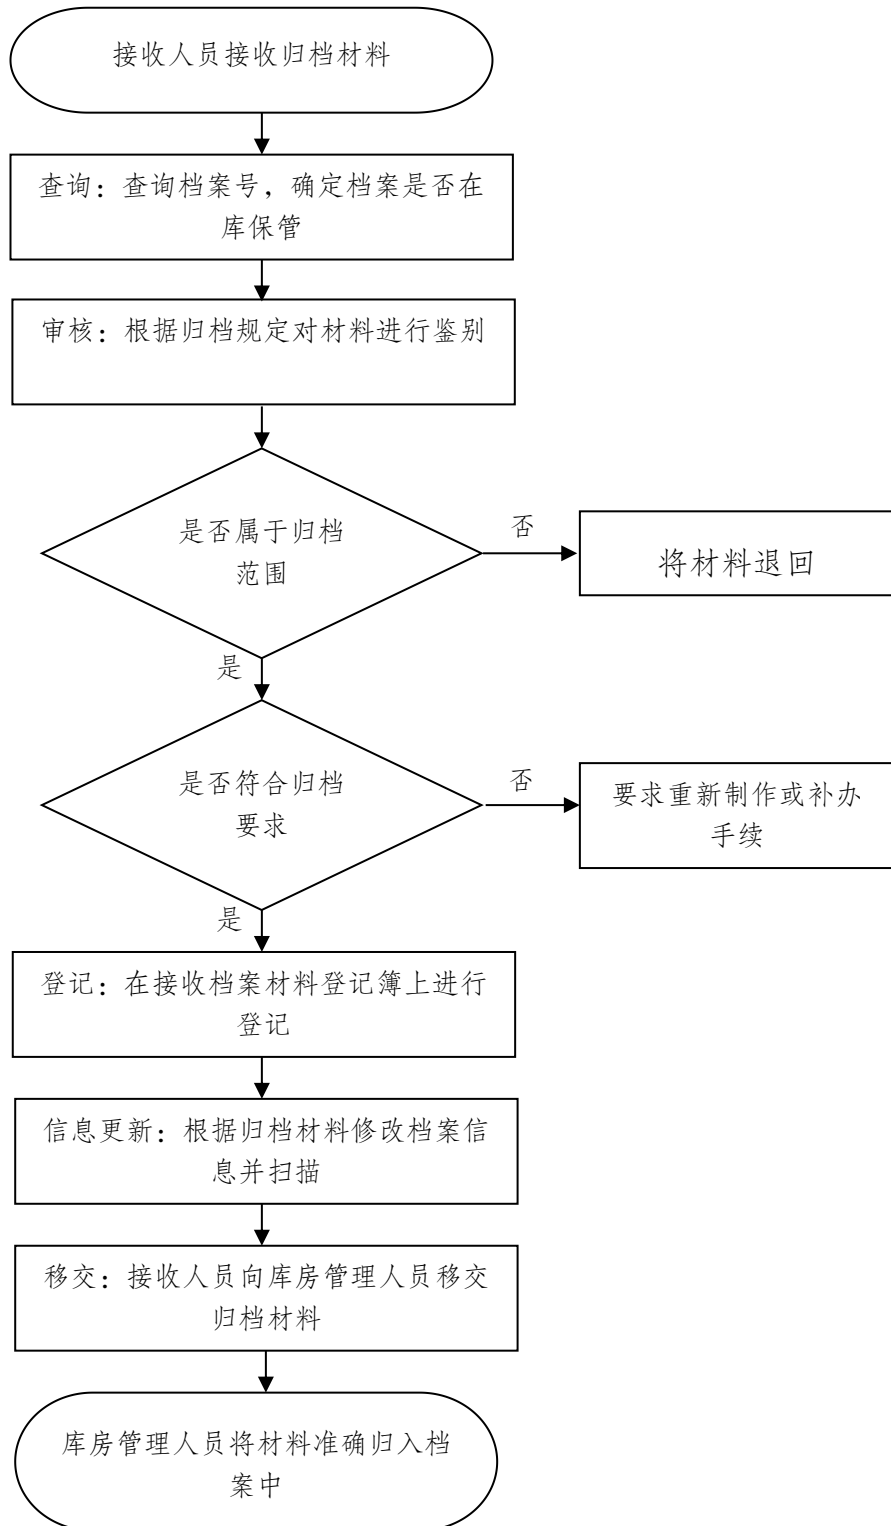 接收人员接收归档材料
查询：查询档案号，确定档案是否在
库保管
审核：根据归档规定对材料进行鉴别
是否属于归档
范围
否
将材料退回
是
是否符合归档
要求
否
要求重新制作或补办
手续
是
登记：在接收档案材料登记簿上进行
登记
信息更新：根据归档材料修改档案信
息并扫描
移交：接收人员向库房管理人员移交
归档材料
库房管理人员将材料准确归入档
案中